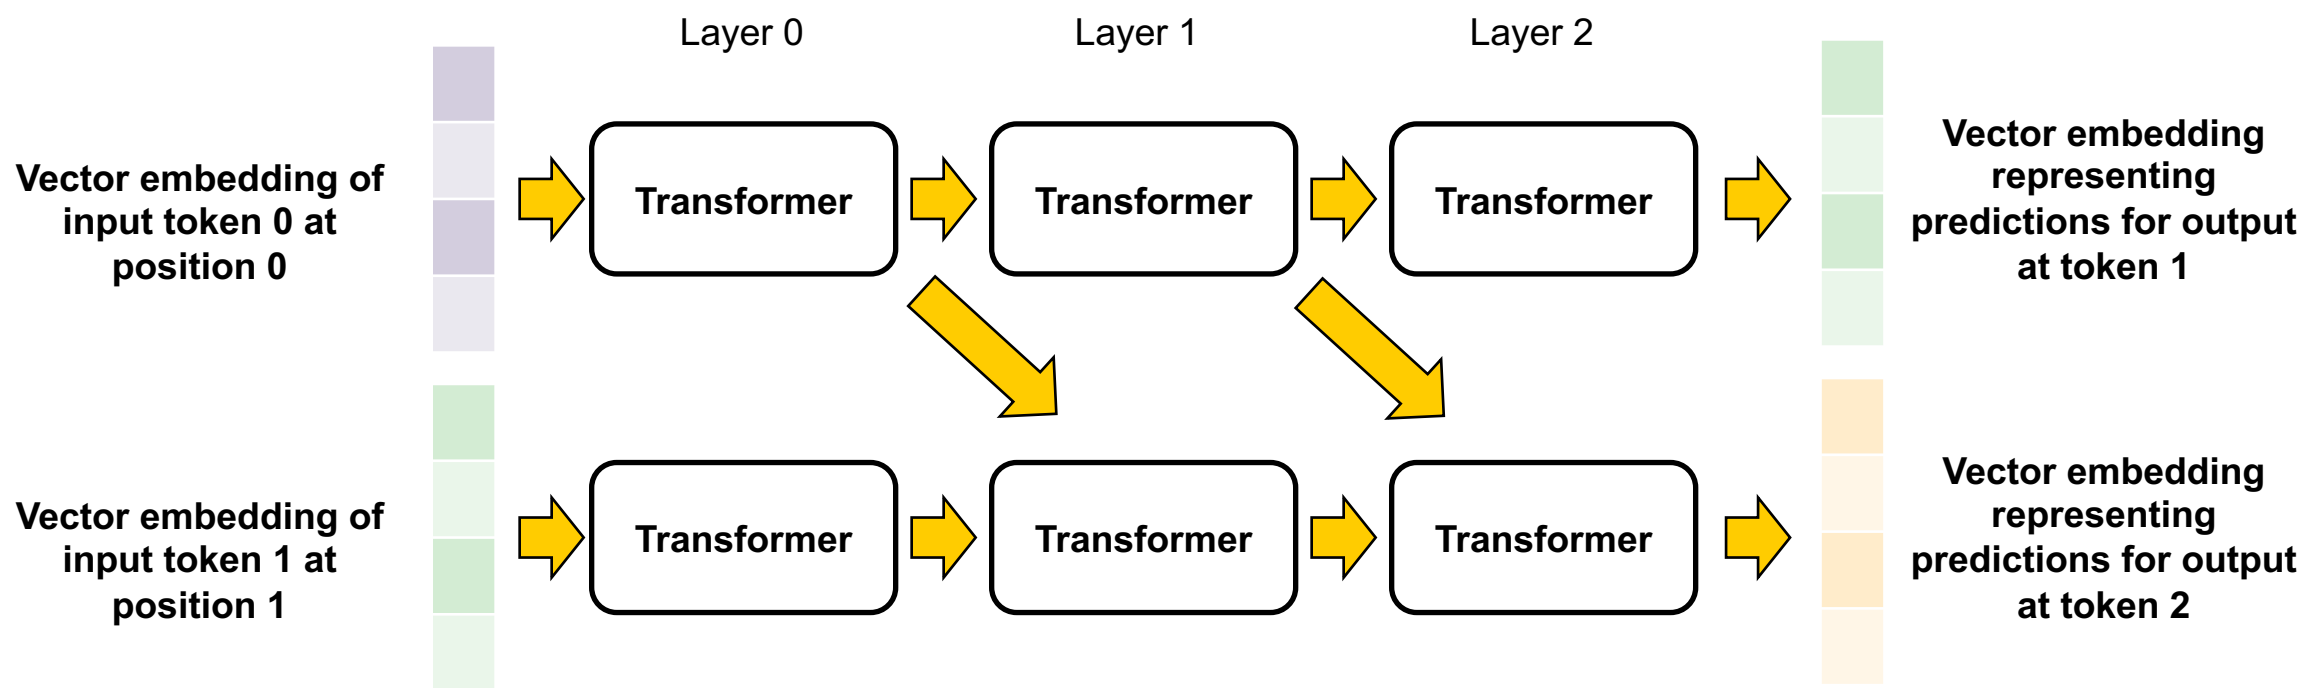 Layer 0
Layer 1
Layer 2
Vector embedding of
input token 0 at
position 0
Transformer
Transformer
Transformer
Vector embedding
representing
predictions for output
at token 1
Vector embedding of
input token 1 at
position 1
Transformer
Transformer
Transformer
Vector embedding
representing
predictions for output
at token 2